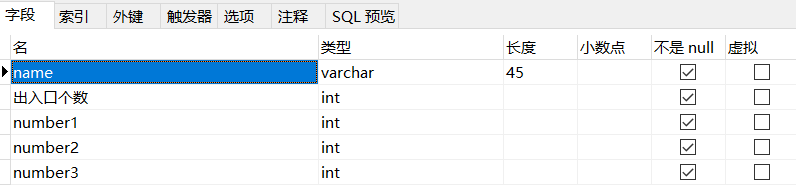 字段 索引 外键 触发器 选项 注释 SQL 预览
名 类型 长度 小数点 不是 null 虚拟
name varchar 45
出入口个数 int
number1 int
number2 int
number3 int